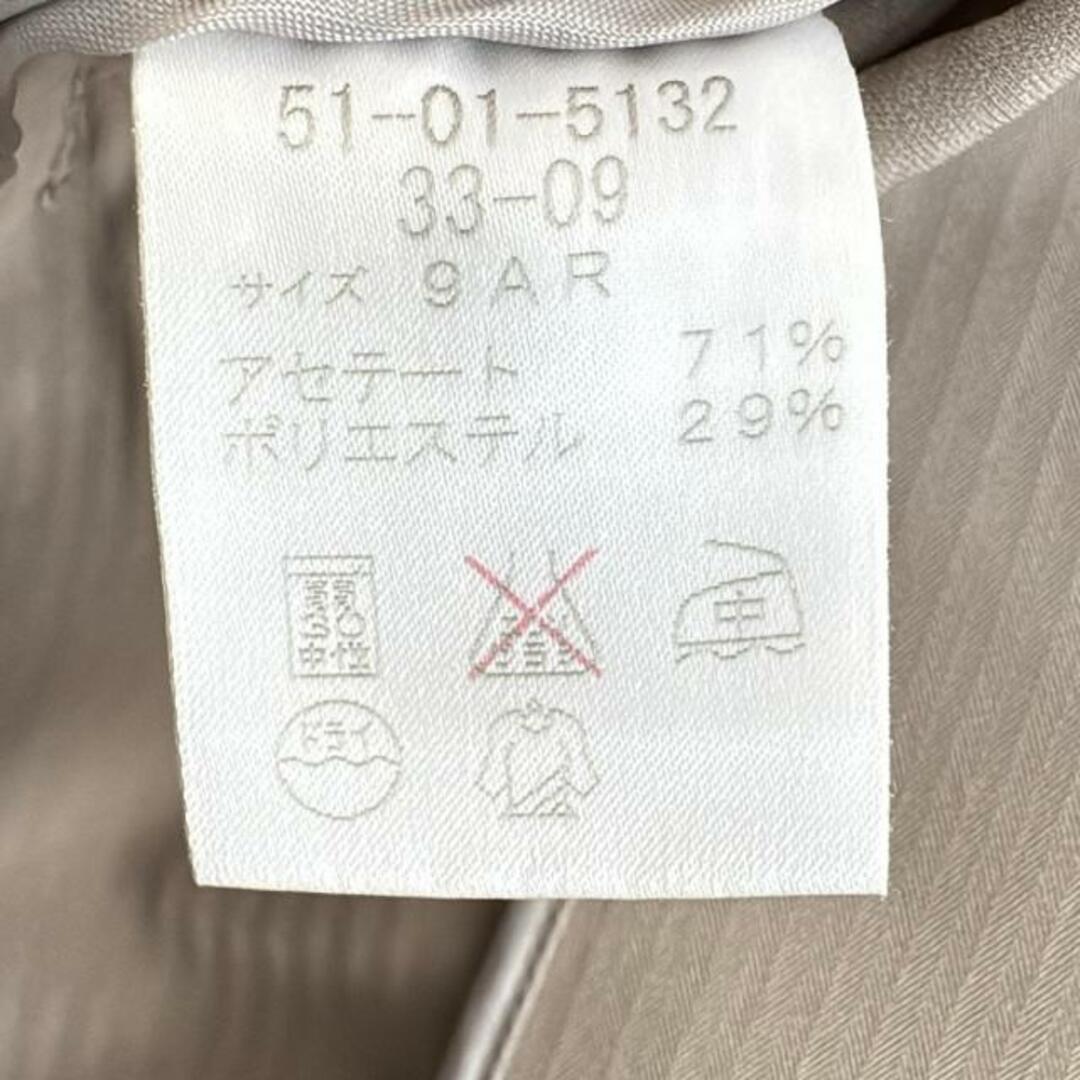 51-01-5132
33-09
サイズ 9AR
アセテート 71%
ポリエステル 29%
中性
中
ドライ